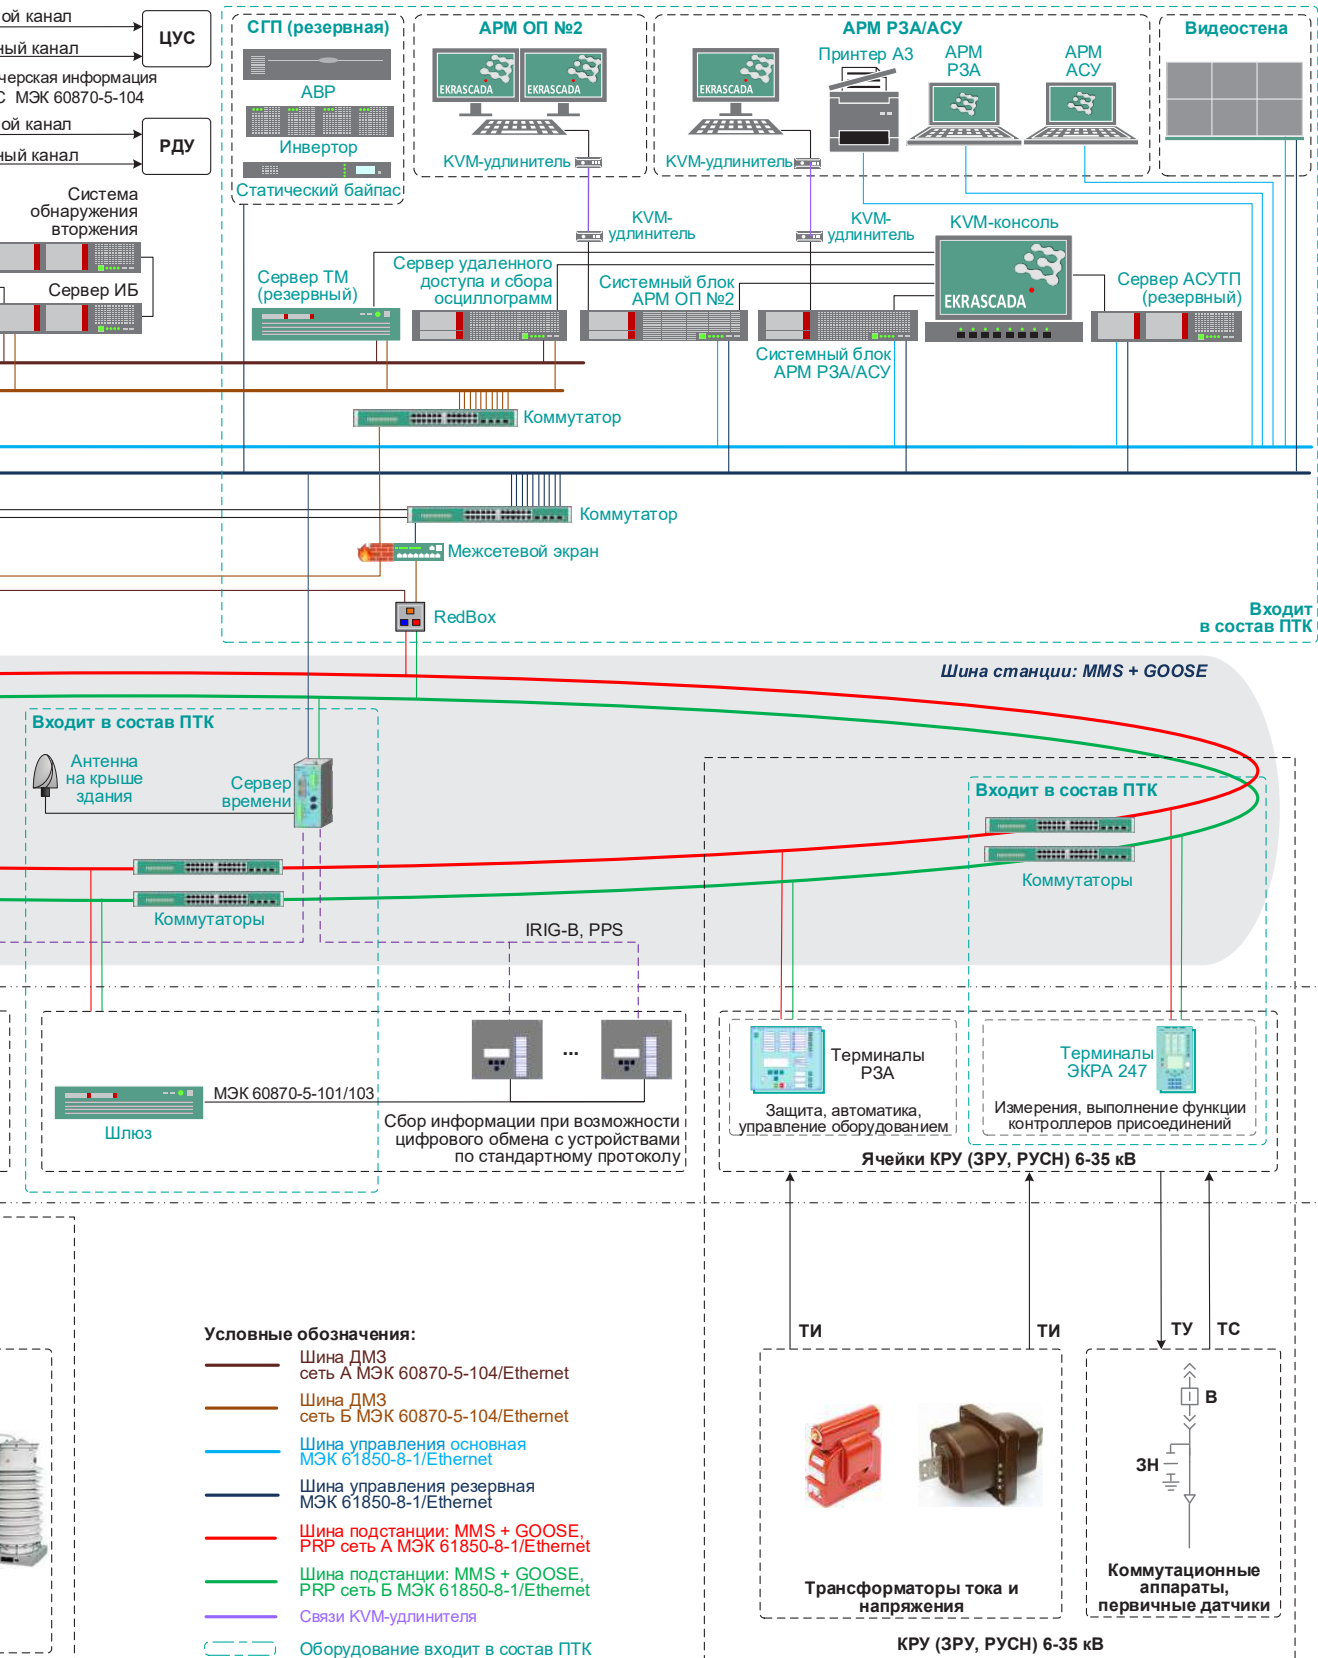 ой канал
ЦУС
ный канал
черская информация
С МЭК 60870-5-104
ой канал
РДУ
ный канал
Система
обнаружения
вторжения
Сервер ИБ
СГП (резервная)
АВР
Инвертор
Статический байпас
АРМ ОП №2
EKRASCADA
EKRASCADA
KVM-удлинитель
АРМ РЗА/АСУ
EKRASCADA
KVM-удлинитель
Принтер А3
АРМ
РЗА
АРМ
АСУ
Видеостена
KVM-
удлинитель
KVM-
удлинитель
KVM-консоль
EKRASCADA
Сервер ТМ
(резервный)
Сервер удаленного
доступа и сбора
осциллограмм
Системный блок
АРМ ОП №2
Системный блок
АРМ РЗА/АСУ
Сервер АСУТП
(резервный)
Коммутатор
Коммутатор
Межсетевой экран
RedBox
Входит
в состав ПТК
Шина станции: MMS + GOOSE
Входит в состав ПТК
Антенна
на крыше
здания
Сервер
времени
Коммутаторы
IRIG-B, PPS
Входит в состав ПТК
Коммутаторы
МЭК 60870-5-101/103
Шлюз
...
Сбор информации при возможности
цифрового обмена с устройствами
по стандартному протоколу
Терминалы
РЗА
Защита, автоматика,
управление оборудованием
Терминалы
ЭКРА 247
Измерения, выполнение функции
контроллеров присоединений
Ячейки КРУ (ЗРУ, РУСН) 6-35 кВ
ТИ
ТИ
ТУ
ТС
В
ЗН
Трансформаторы тока и
напряжения
Коммутационные
аппараты,
первичные датчики
КРУ (ЗРУ, РУСН) 6-35 кВ
Условные обозначения:
Шина ДМЗ
сеть А МЭК 60870-5-104/Ethernet
Шина ДМЗ
сеть Б МЭК 60870-5-104/Ethernet
Шина управления основная
МЭК 61850-8-1/Ethernet
Шина управления резервная
МЭК 61850-8-1/Ethernet
Шина подстанции: MMS + GOOSE,
PRP сеть А МЭК 61850-8-1/Ethernet
Шина подстанции: MMS + GOOSE,
PRP сеть Б МЭК 61850-8-1/Ethernet
Связи KVM-удлинителя
Оборудование входит в состав ПТК